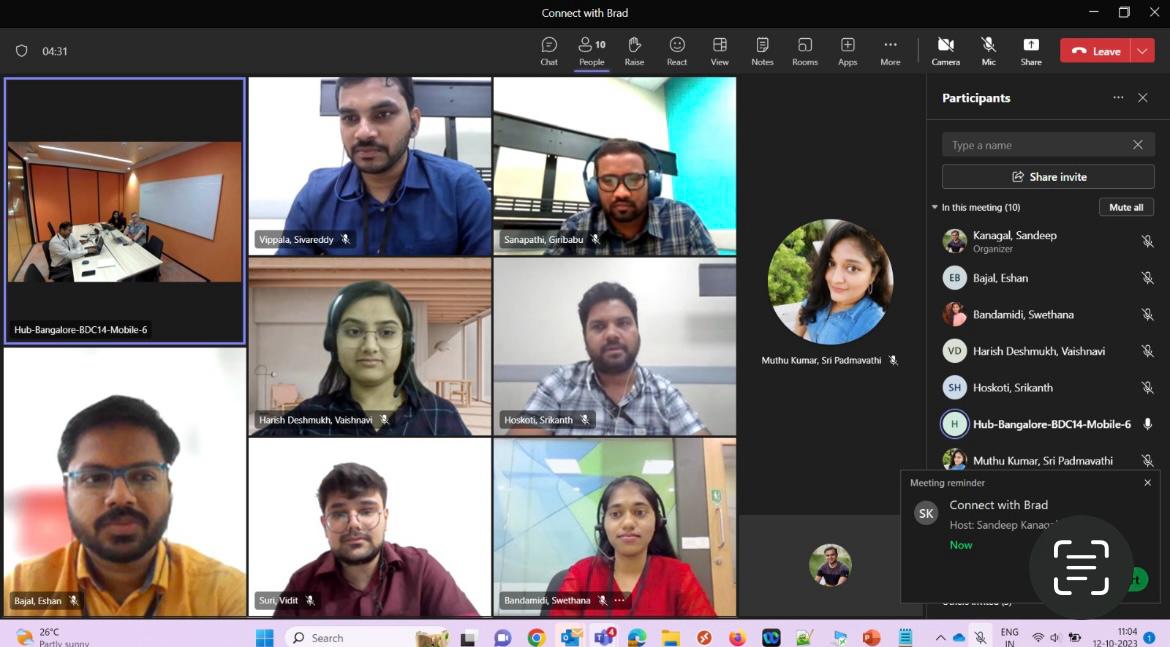 Connect with Brad
04:31
Chat
People
10
Raise
React
View
Notes
Rooms
Apps
More
Camera
Mic
Share
Leave
Hub-Bangalore-BDC14-Mobile-6
Vippala, Sivareddy
Sanapathi, Giribabu
Harish Deshmukh, Vaishnavi
Hoskoti, Srikanth
Bajal, Eshan
Suri, Vidit
Bandamidi, Swethana
Muthu Kumar, Sri Padmavathi
Participants
Type a name
Share invite
In this meeting (10)
Mute all
Kanagal, Sandeep
Organizer
EB
Bajal, Eshan
Bandamidi, Swethana
VD
Harish Deshmukh, Vaishnavi
SH
Hoskoti, Srikanth
H
Hub-Bangalore-BDC14-Mobile-6
Muthu Kumar, Sri Padmavathi
Meeting reminder
SK
Connect with Brad
Host: Sandeep
Now
26°C
Partly sunny
Search
4
ENG
IN
11:04
12-10-2023
1